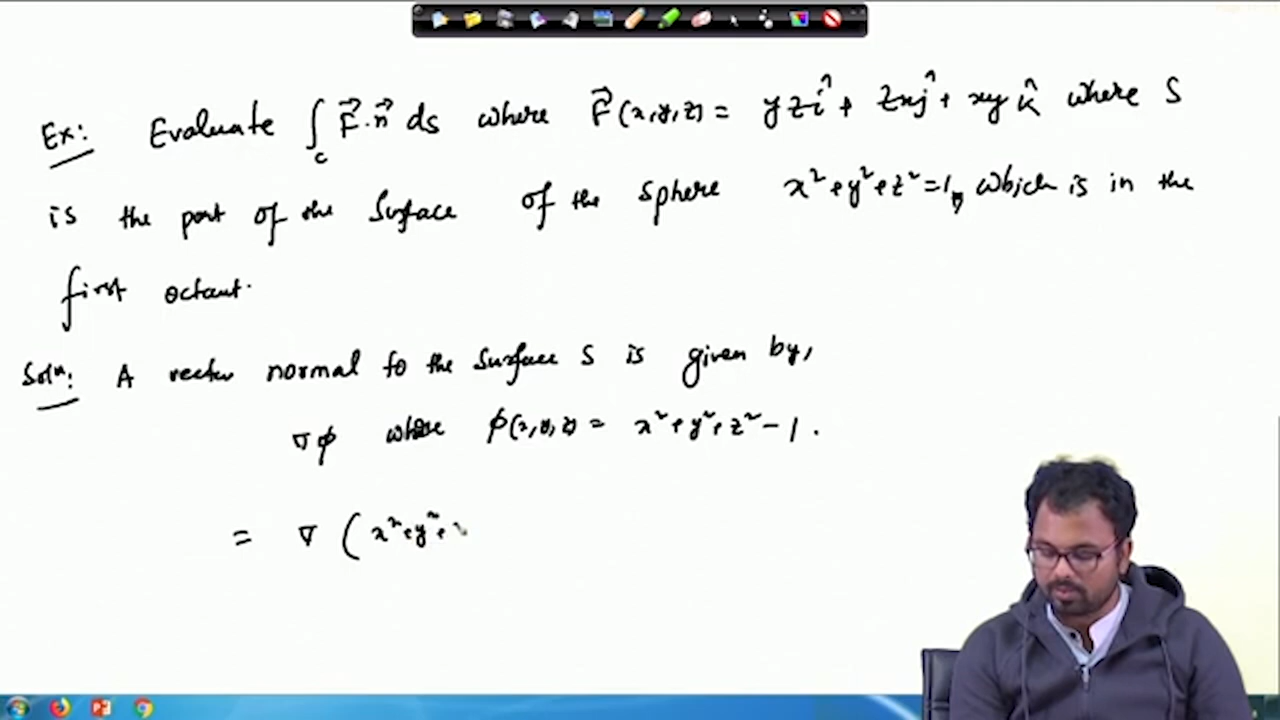 Ex: Evaluate ∫_C F⃗·n⃗ ds where F⃗(x,y,z) = yz î + zx ĵ + xy k̂ where S
is the part of the surface of the sphere x²+y²+z²=1, which is in the
first octant.
Solⁿ: A vector normal to the surface S is given by,
∇φ where φ(x,y,z) = x²+y²+z²-1.
= ∇ (x²+y²+